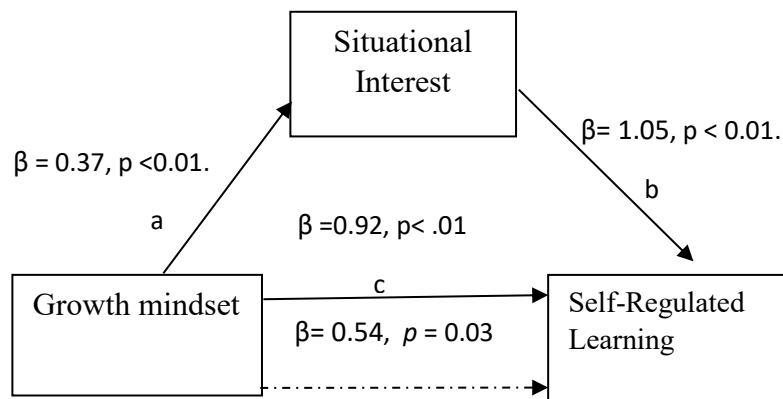 Situational
Interest
β = 0.37, p <0.01.
β= 1.05, p < 0.01.
a
b
β =0.92, p< .01
Growth mindset
c
β= 0.54, p = 0.03
Self-Regulated
Learning